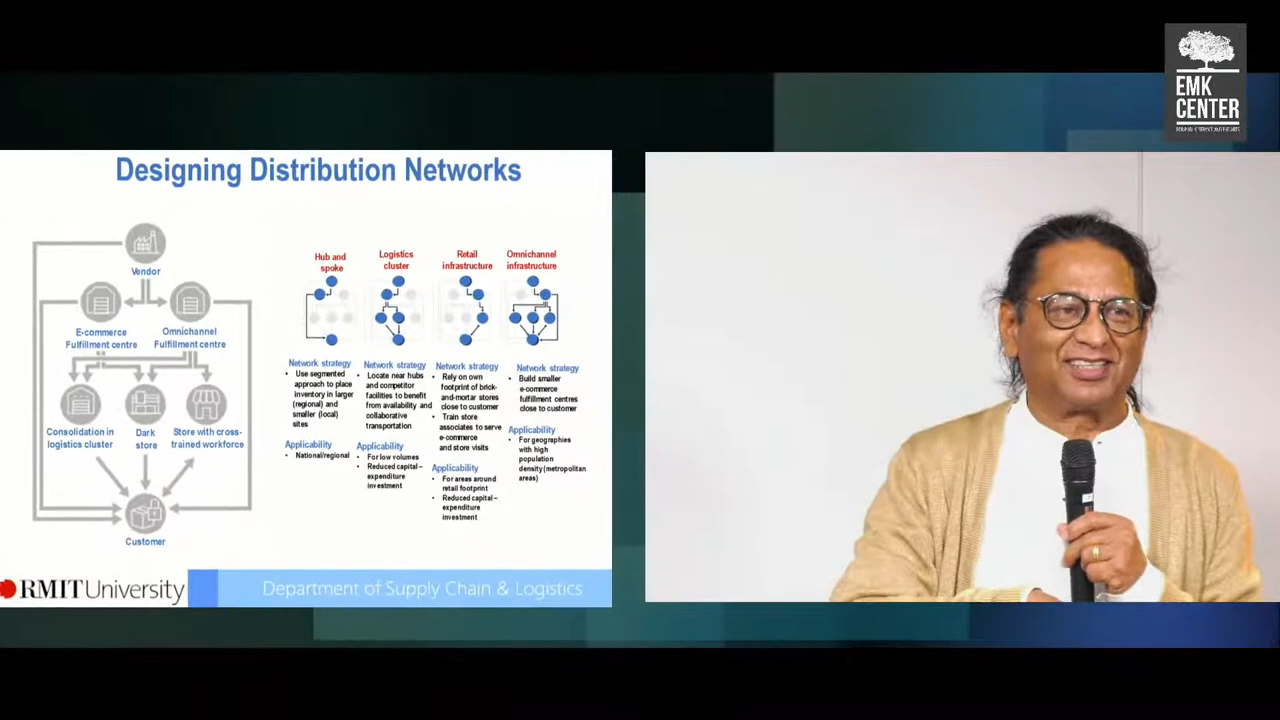 EMK
CENTER
Designing Distribution Networks
Vendor
E-commerce
Fulfillment centre
Omnichannel
Fulfillment centre
Consolidation in
logistics cluster
Dark
store
Store with cross-
trained workforce
Customer
Hub and
spoke
Logistics
cluster
Retail
infrastructure
Omnichannel
infrastructure
Network strategy
• Use segmented
approach to place
inventory in larger
(regional) and
smaller (local)
sites
Applicability
• National/regional
Network strategy
• Locate near hubs
and competitor
facilities to benefit
from availability and
collaborative
transportation
Applicability
• For low volumes
• Reduced capital –
expenditure
investment
Network strategy
• Rely on own
footprint of brick-
and-mortar stores
close to customer
• Train store
associates to serve
e-commerce
and store visits
Applicability
• For areas around
retail footprint
• Reduced capital –
expenditure
investment
Network strategy
• Build smaller
e-commerce
fulfillment centres
close to customer
Applicability
• For geographies
with high
population
density (metropolitan
areas)
RMIT University
Department of Supply Chain & Logistics